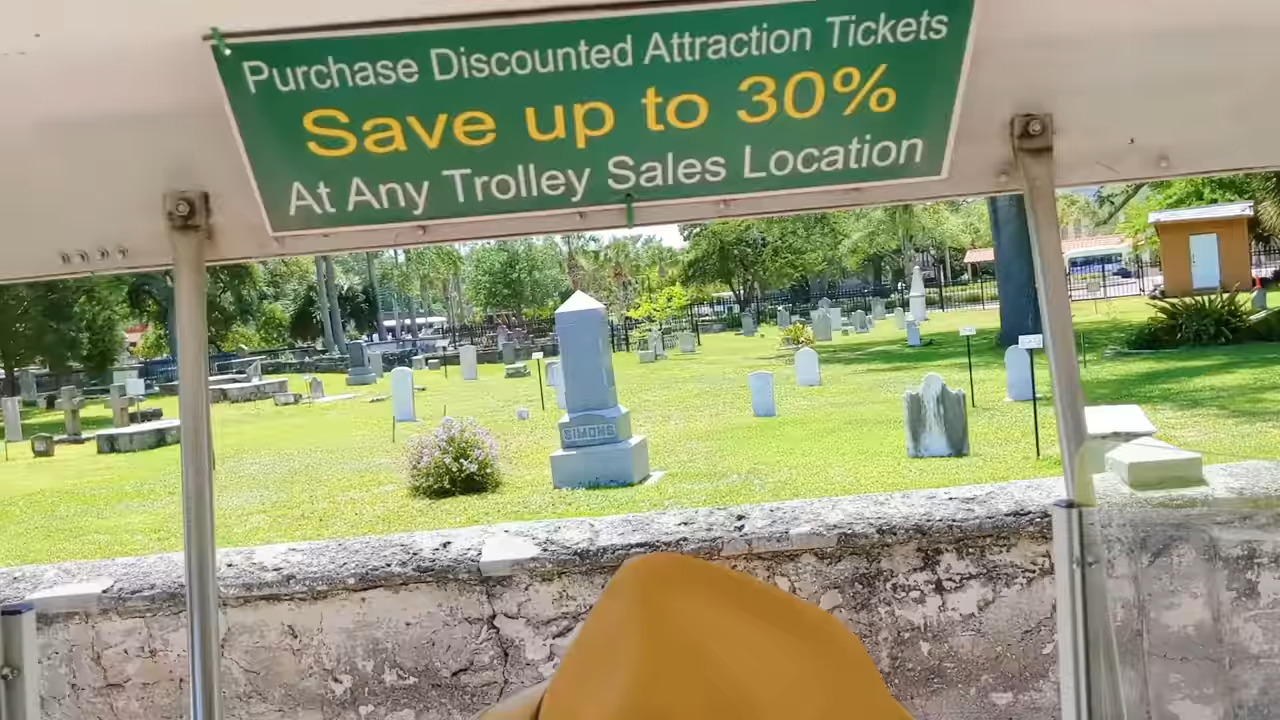 Purchase Discounted Attraction Tickets
Save up to 30%
At Any Trolley Sales Location
SIMONS